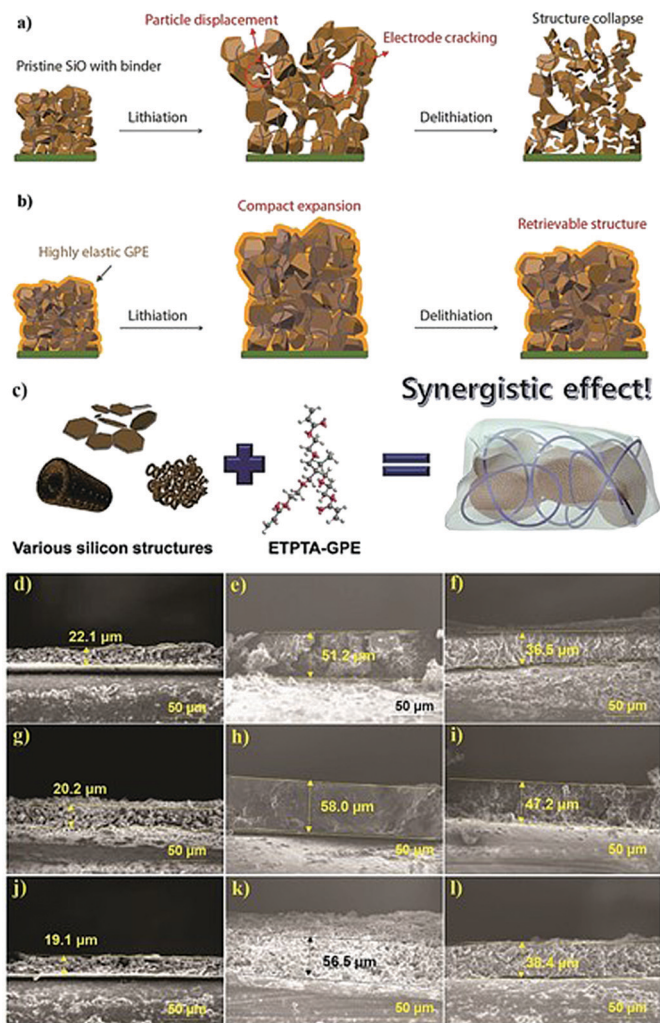 a)
Particle displacement
Structure collapse
Electrode cracking
Pristine SiO with binder
Lithiation
Delithiation
b)
Compact expansion
Retrievable structure
Highly elastic GPE
Lithiation
Delithiation
c)
Synergistic effect!
Various silicon structures
ETPTA-GPE
d)
22.1 µm
50 µm
e)
51.2 µm
50 µm
f)
36.5 µm
50 µm
g)
20.2 µm
50 µm
h)
58.0 µm
50 µm
i)
47.2 µm
50 µm
j)
19.1 µm
50 µm
k)
56.5 µm
50 µm
l)
38.4 µm
50 µm